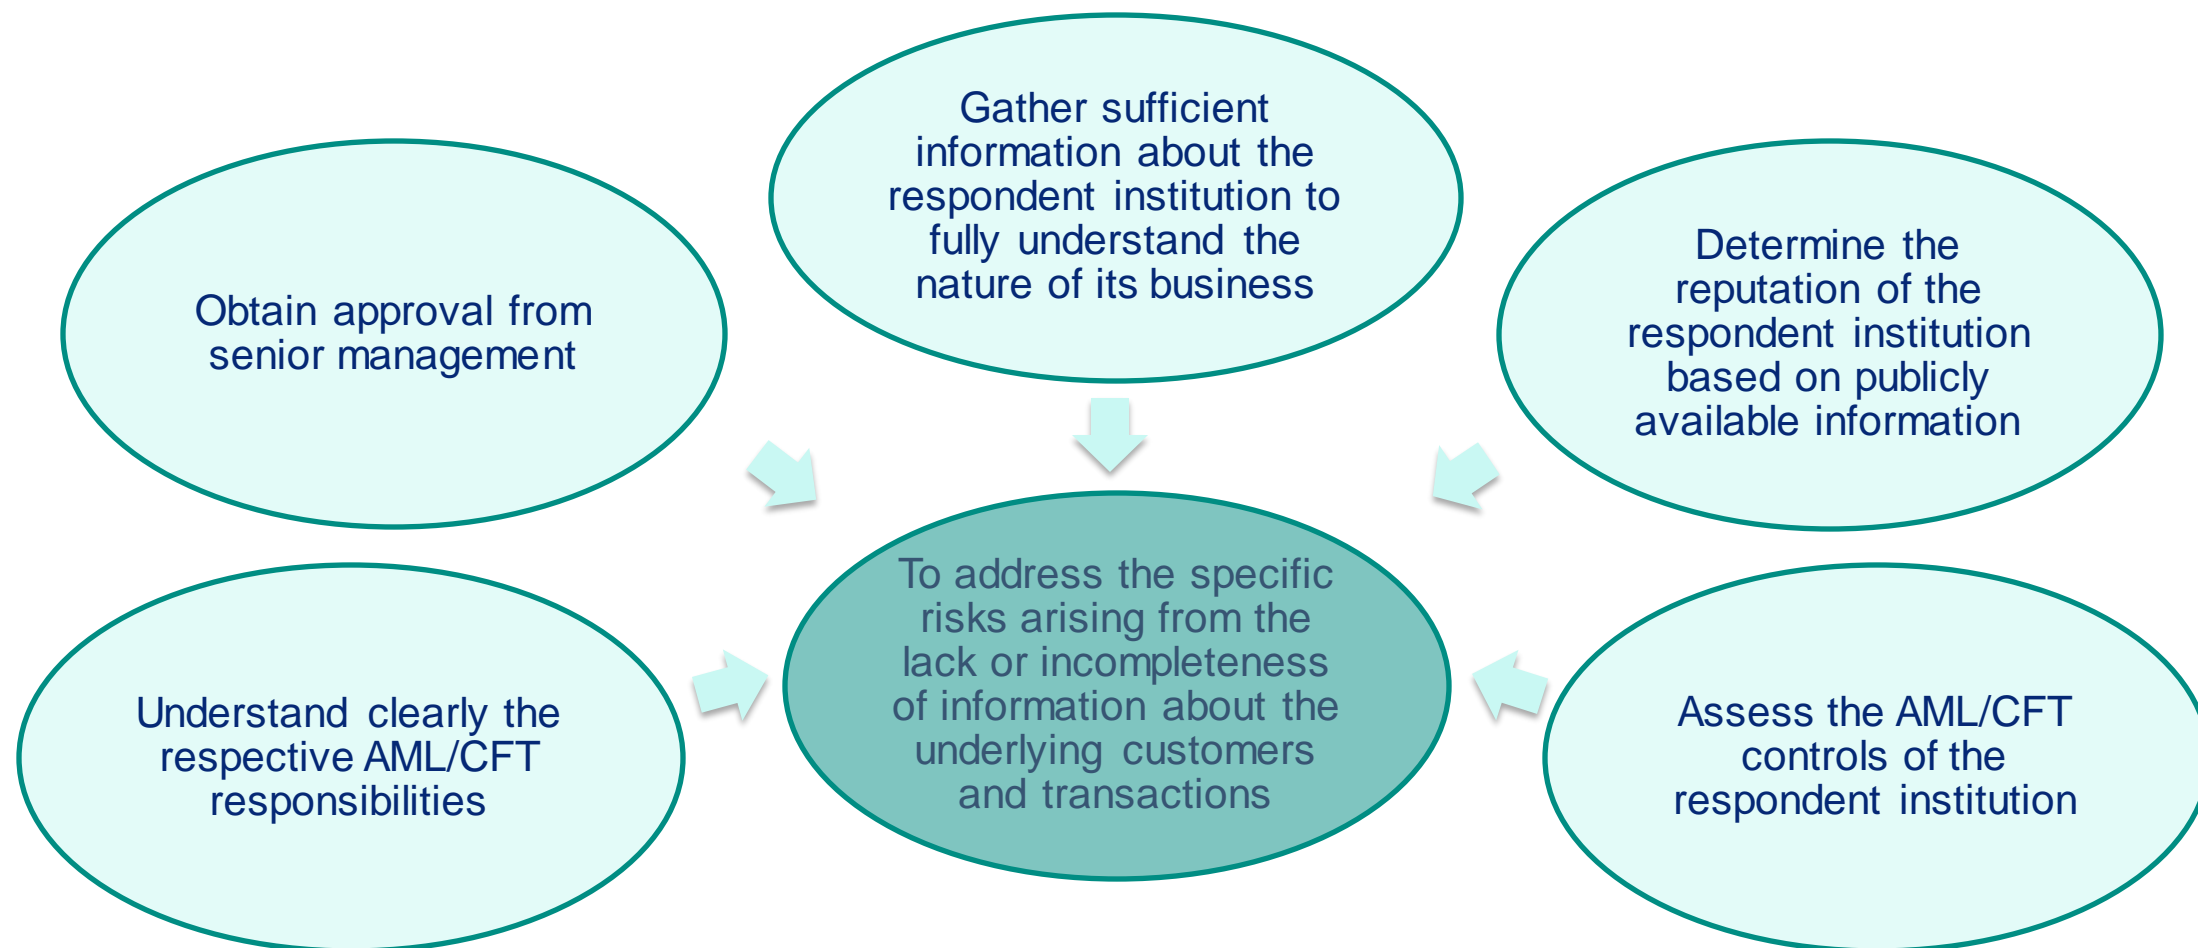 Gather sufficient
information about the
respondent institution to
fully understand the
nature of its business
Obtain approval from
senior management
Determine the
reputation of the
respondent institution
based on publicly
available information
To address the specific
risks arising from the
lack or incompleteness
of information about the
underlying customers
and transactions
Understand clearly the
respective AML/CFT
responsibilities
Assess the AML/CFT
controls of the
respondent institution